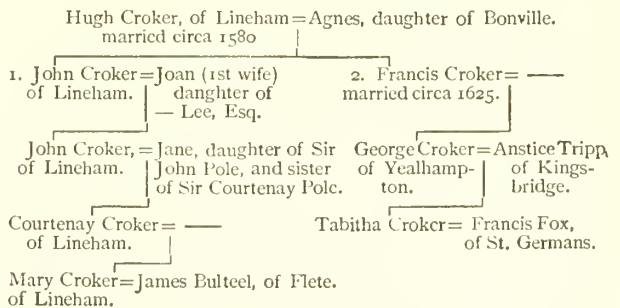 Hugh Croker, of Lineham=Agnes, daughter of Bonville.
married circa 1580
1. John Croker=Joan (1st wife)
of Lineham.
danghter of
— Lee, Esq.
2. Francis Croker= —
married circa 1625.
John Croker,=Jane, daughter of Sir
of Lineham.
John Pole, and sister
of Sir Courtenay Pole.
George Croker=Anstice Tripp,
of Yealhamp-
ton.
of Kings-
bridge.
Courtenay Croker= —
of Lineham.
Tabitha Croker= Francis Fox,
of St. Germans.
Mary Croker=James Bulteel, of Flete.
of Lineham.